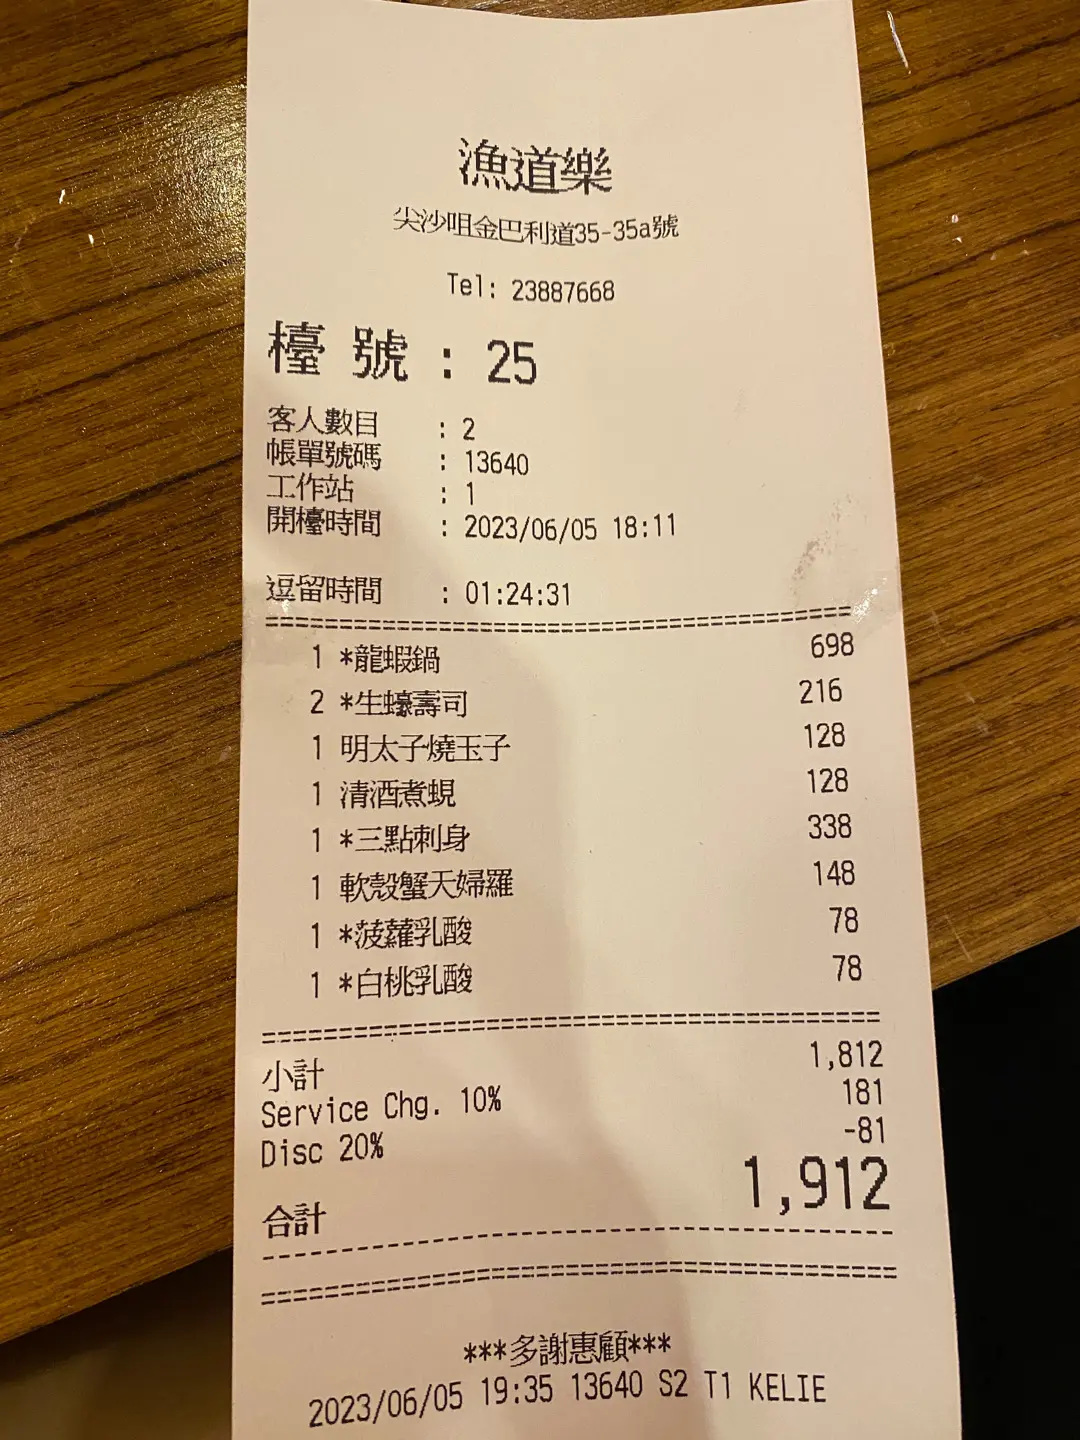 漁道樂
尖沙咀金巴利道35-35a號
Tel: 23887668
檯 號 : 25
客人數目 : 2
帳單號碼 : 13640
工作站 : 1
開檯時間 : 2023/06/05 18:11
逗留時間 : 01:24:31
1 *龍蝦鍋 698
2 *生蠔壽司 216
1 明太子燒玉子 128
1 清酒煮蜆 128
1 *三點刺身 338
1 軟殼蟹天婦羅 148
1 *菠蘿乳酸 78
1 *白桃乳酸 78
小計 1,812
Service Chg. 10% 181
Disc 20% -81
合計 1,912
***多謝惠顧***
2023/06/05 19:35 13640 S2 T1 KELIE